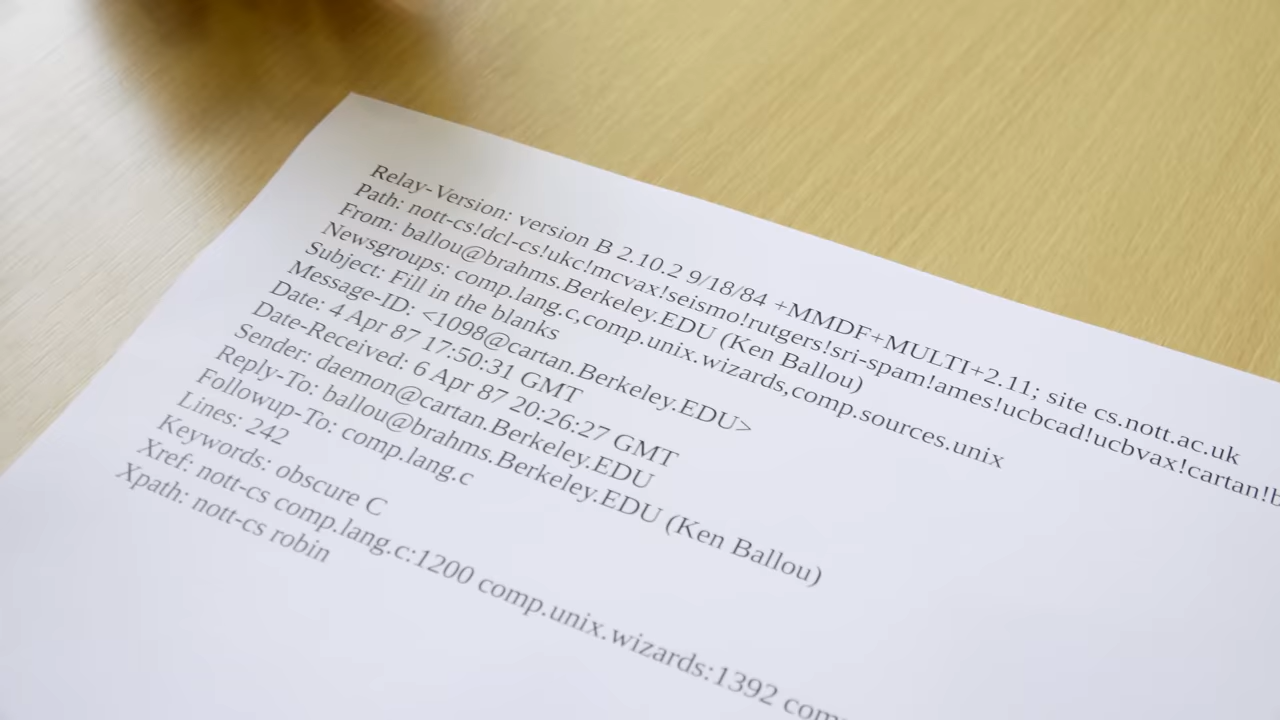 Relay-Version: version B 2.10.2 9/18/84 +MMDF+MULTI+2.11; site cs.nott.ac.uk
Path: nott-cs!dcl-cs!ukc!mcvax!seismo!rutgers!sri-spam!ames!ucbcad!ucbvax!cartan!b
From: ballou@brahms.Berkeley.EDU (Ken Ballou)
Newsgroups: comp.lang.c,comp.unix.wizards,comp.sources.unix
Subject: Fill in the blanks
Message-ID: <1098@cartan.Berkeley.EDU>
Date: 4 Apr 87 17:50:31 GMT
Date-Received: 6 Apr 87 20:26:27 GMT
Sender: daemon@cartan.Berkeley.EDU
Reply-To: ballou@brahms.Berkeley.EDU (Ken Ballou)
Followup-To: comp.lang.c
Lines: 242
Keywords: obscure C
Xref: nott-cs comp.lang.c:1200 comp.unix.wizards:1392 com
Xpath: nott-cs robin